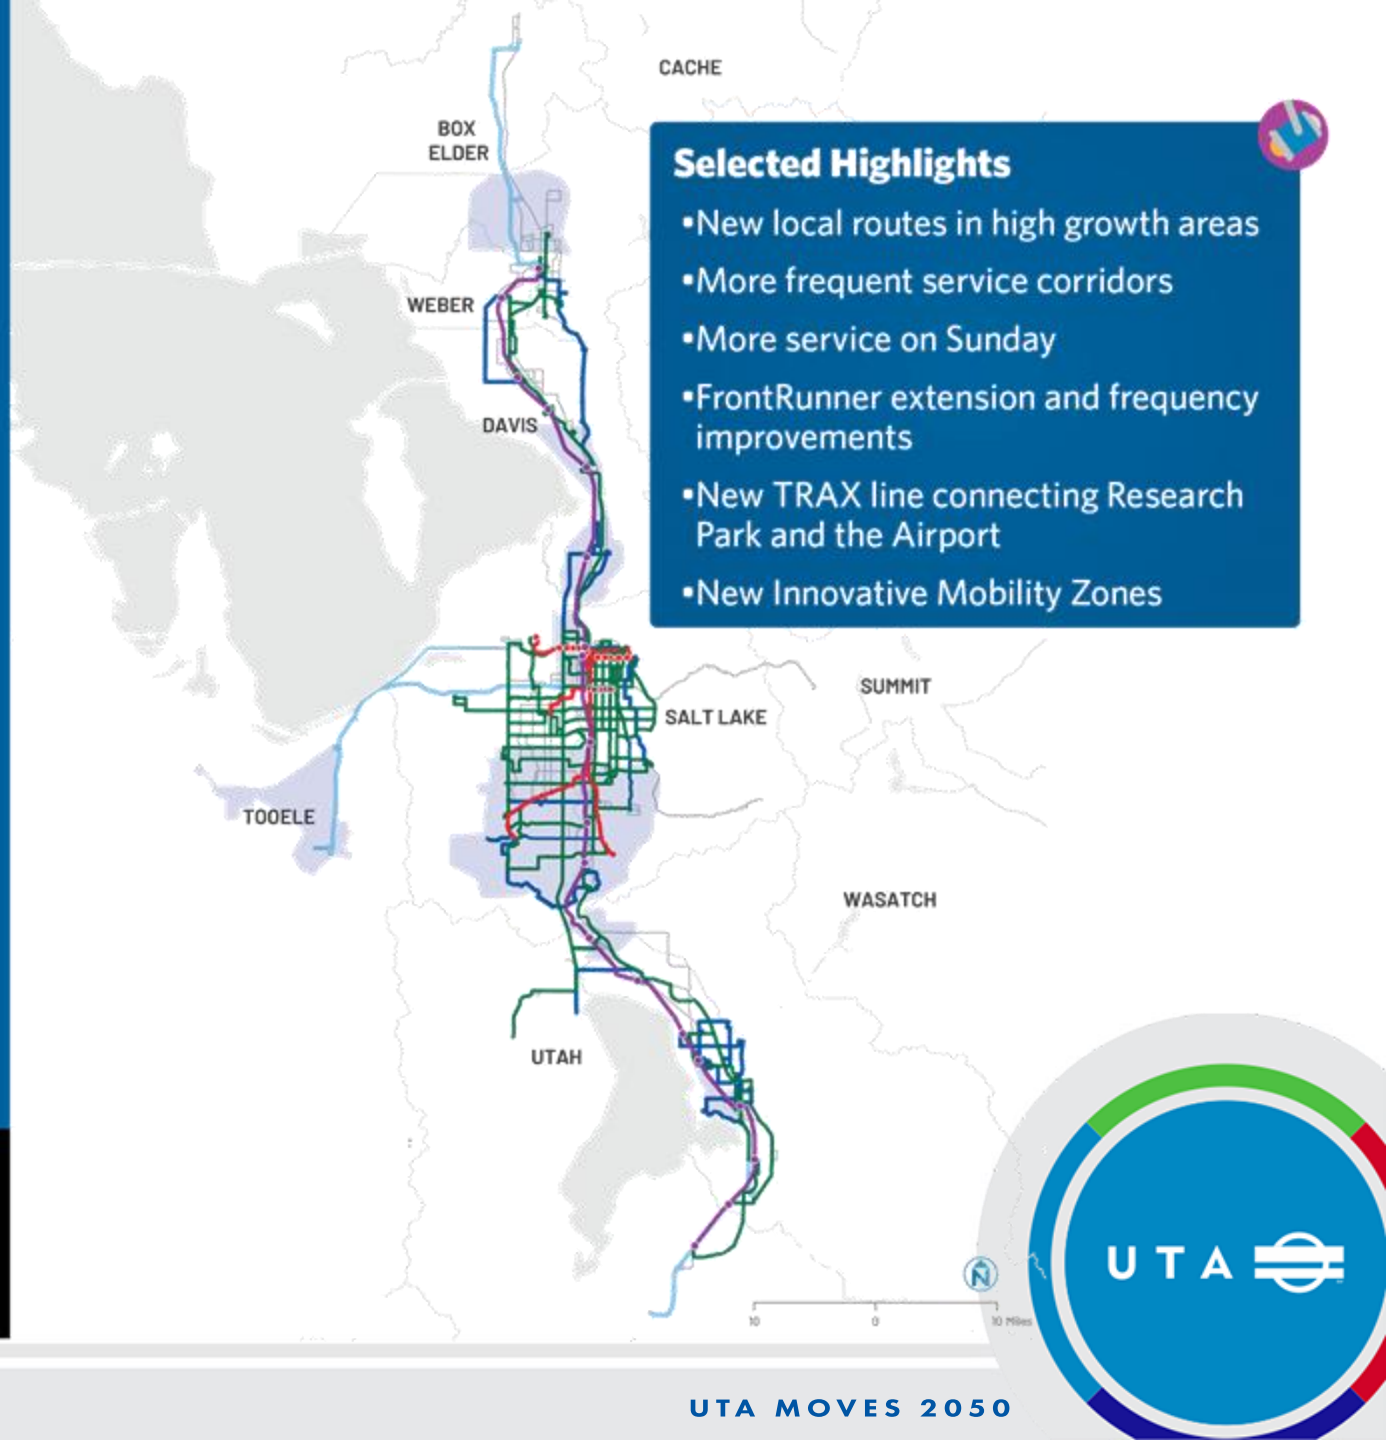 CACHE
BOX
ELDER
Selected Highlights
▪New local routes in high growth areas
▪More frequent service corridors
▪More service on Sunday
▪FrontRunner extension and frequency
improvements
▪New TRAX line connecting Research
Park and the Airport
▪New Innovative Mobility Zones
WEBER
DAVIS
SUMMIT
SALT LAKE
TOOELE
WASATCH
UTAH
N
10 0 10 Miles
UTA
UTA MOVES 2050